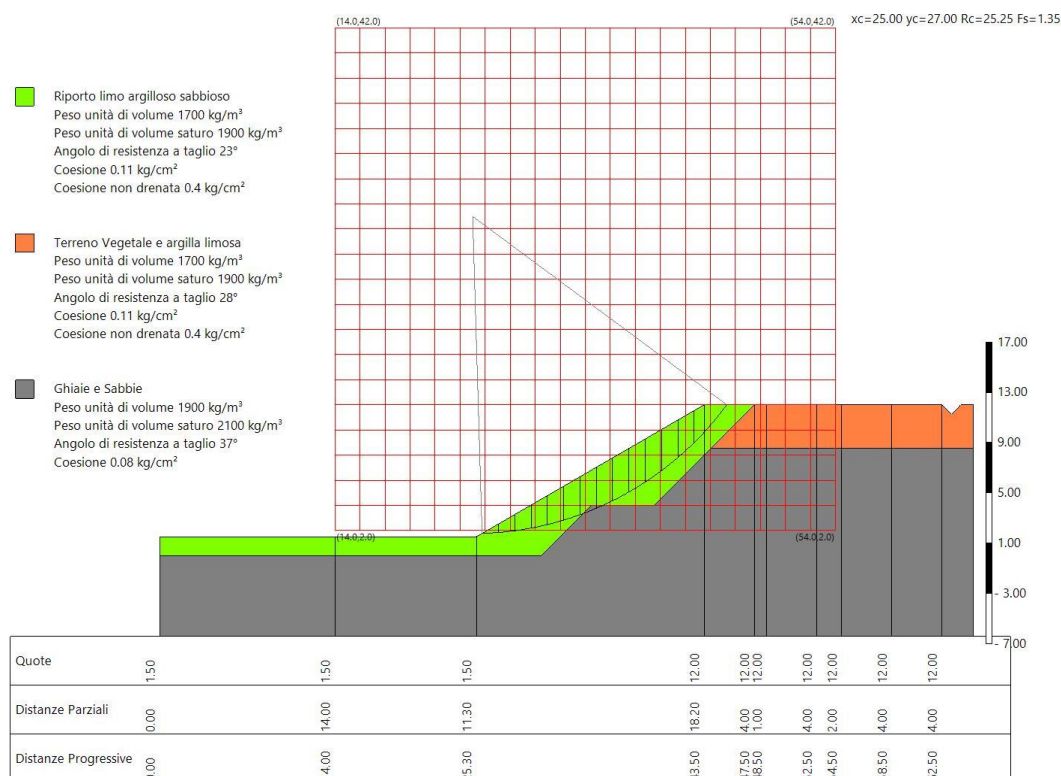 (14.0,42.0)
(54.0,42.0)
xc=25.00 yc=27.00 Rc=25.25 Fs=1.35
Riporto limo argilloso sabbioso
Peso unità di volume 1700 kg/m³
Peso unità di volume saturo 1900 kg/m³
Angolo di resistenza a taglio 23°
Coesione 0.11 kg/cm²
Coesione non drenata 0.4 kg/cm²
Terreno Vegetale e argilla limosa
Peso unità di volume 1700 kg/m³
Peso unità di volume saturo 1900 kg/m³
Angolo di resistenza a taglio 28°
Coesione 0.11 kg/cm²
Coesione non drenata 0.4 kg/cm²
Ghiaie e Sabbie
Peso unità di volume 1900 kg/m³
Peso unità di volume saturo 2100 kg/m³
Angolo di resistenza a taglio 37°
Coesione 0.08 kg/cm²
17.00
13.00
9.00
5.00
1.00
- 3.00
- 7.00
(14.0,2.0)
(54.0,2.0)
Quote 1.50 1.50 1.50 12.00 12.00 12.00 12.00 12.00 12.00 12.00
Distanze Parziali 0.00 14.00 11.30 18.20 4.00 1.00 4.00 2.00 4.00 4.00
Distanze Progressive